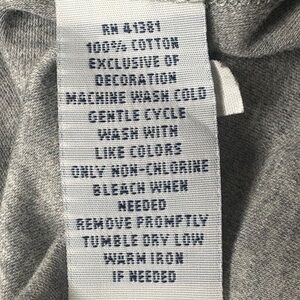 RN 41381
100% COTTON
EXCLUSIVE OF
DECORATION
MACHINE WASH COLD
GENTLE CYCLE
WASH WITH
LIKE COLORS
ONLY NON-CHLORINE
BLEACH WHEN
NEEDED
REMOVE PROMPTLY
TUMBLE DRY LOW
WARM IRON
IF NEEDED